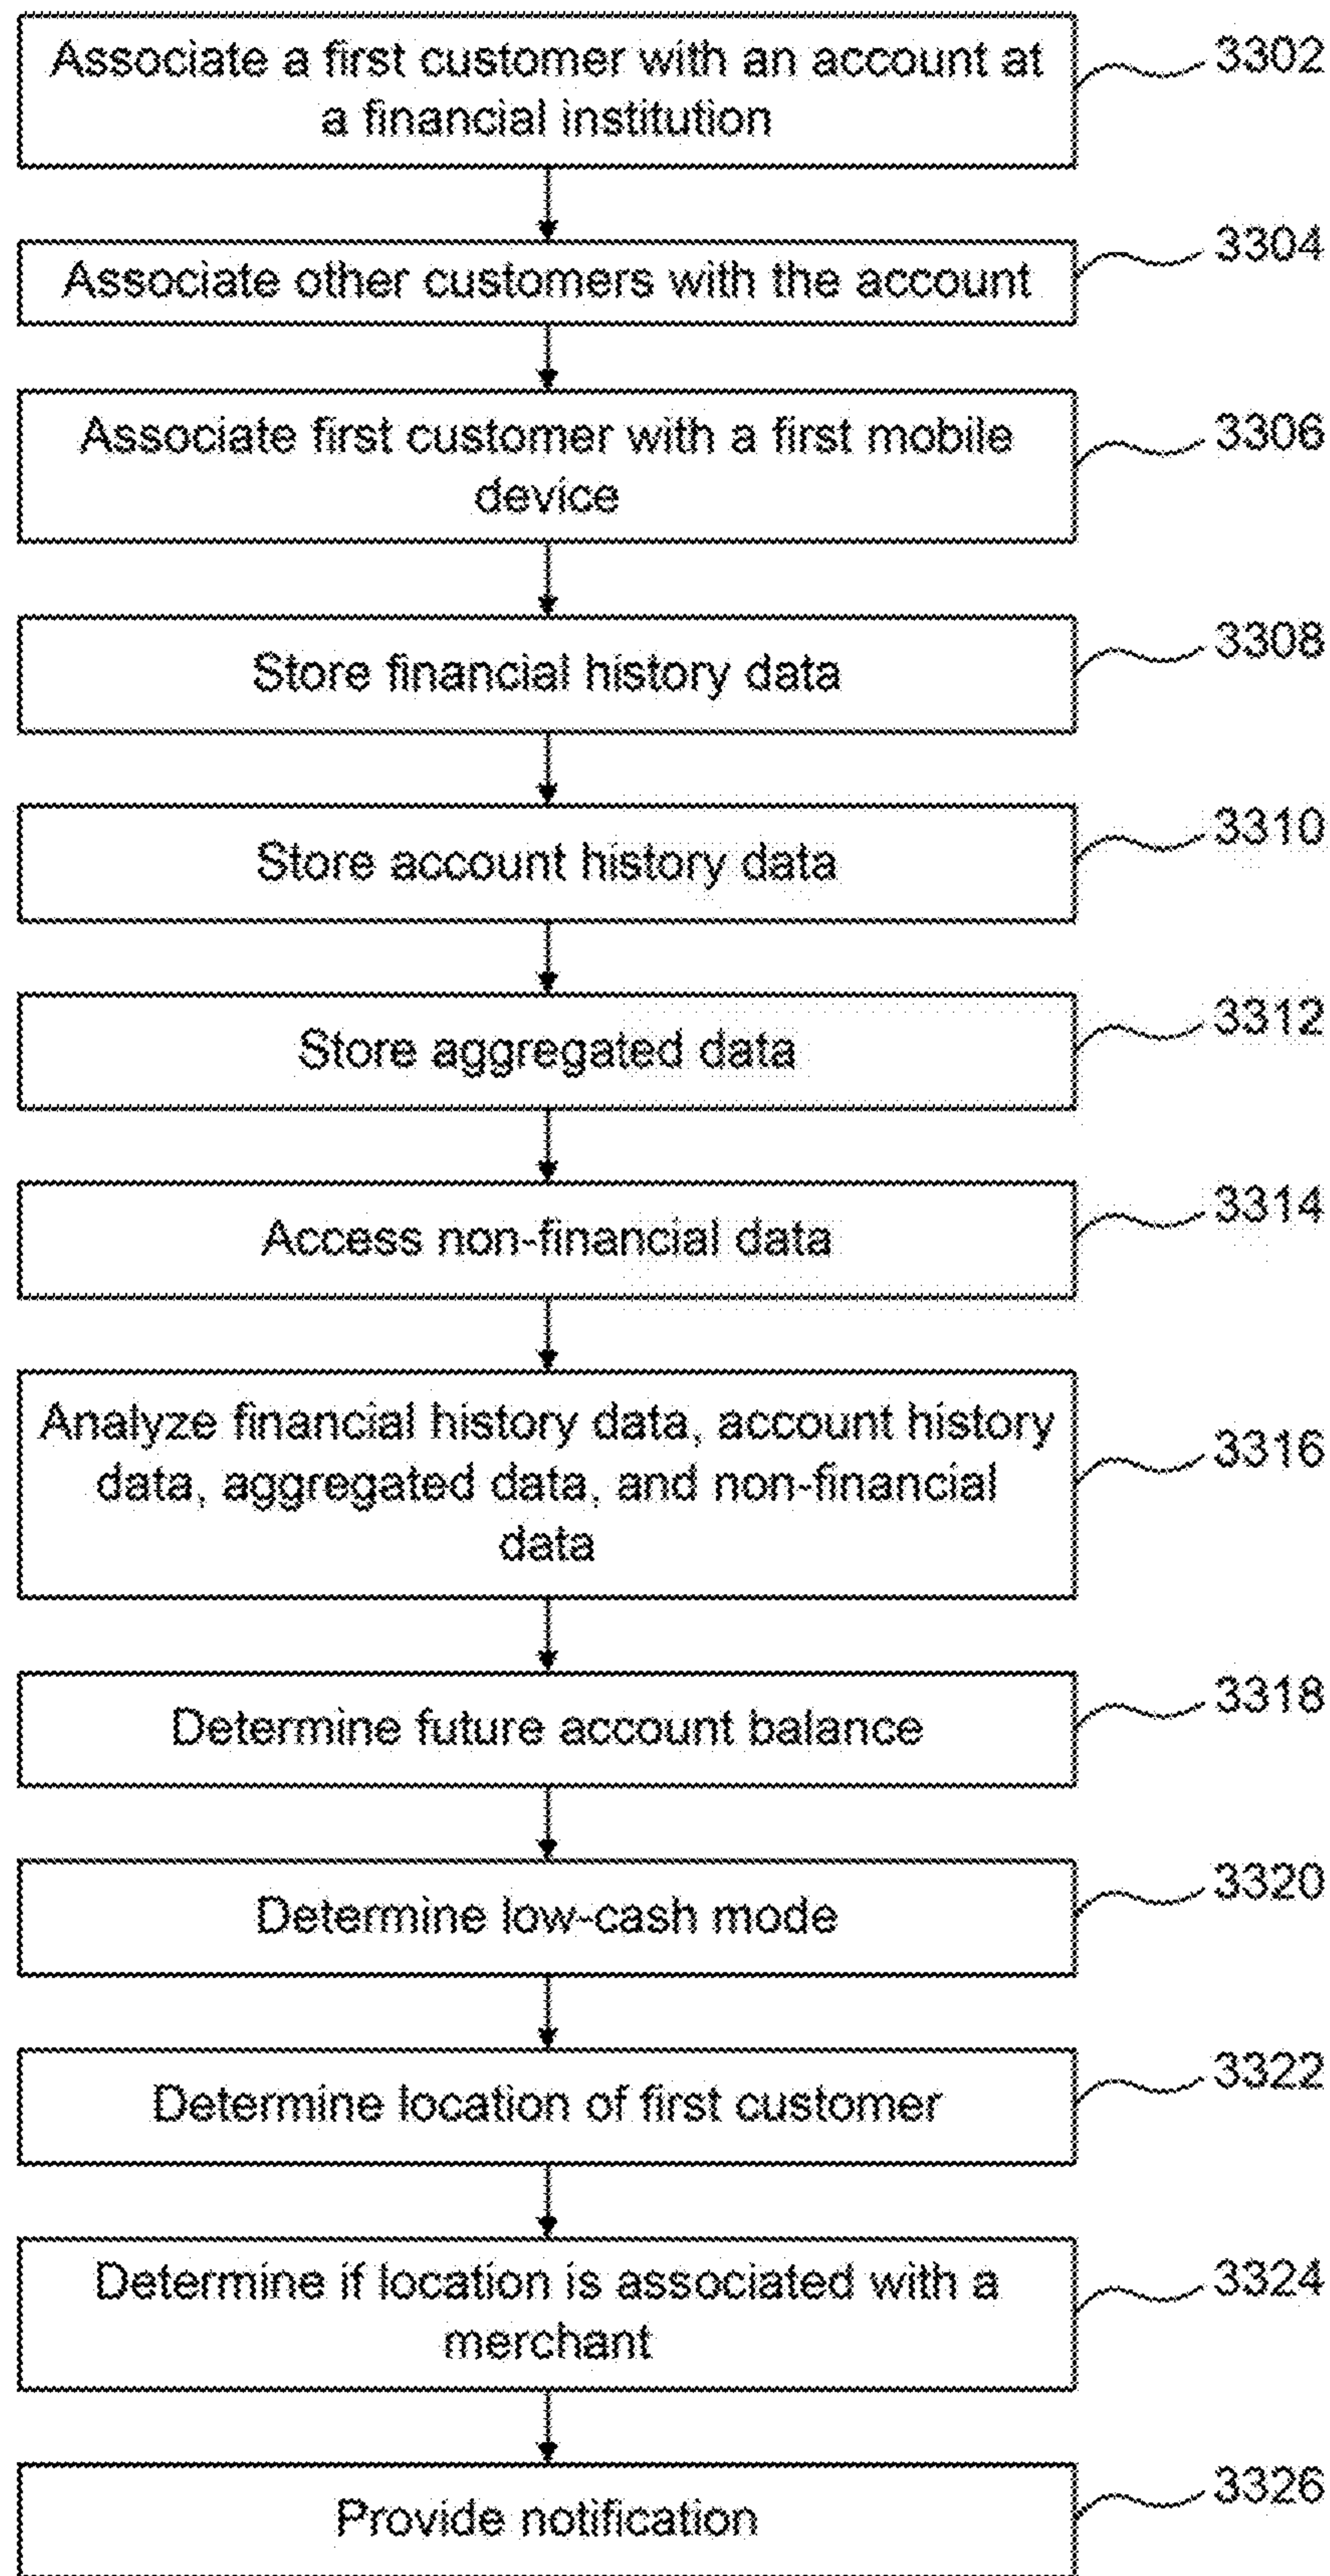 Associate a first customer with an account at
a financial institution
3302
Associate other customers with the account
3304
Associate first customer with a first mobile
device
3306
Store financial history data
3308
Store account history data
3310
Store aggregated data
3312
Access non-financial data
3314
Analyze financial history data, account history
data, aggregated data, and non-financial
data
3316
Determine future account balance
3318
Determine low-cash mode
3320
Determine location of first customer
3322
Determine if location is associated with a
merchant
3324
Provide notification
3326